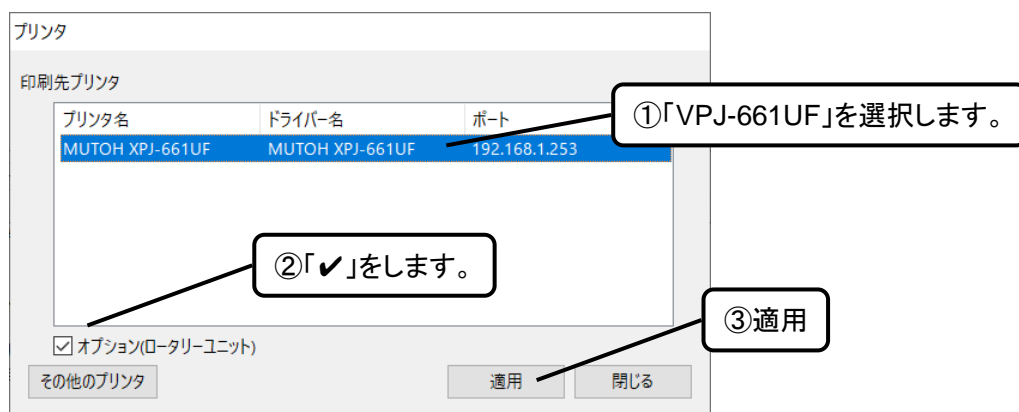 プリンタ
印刷先プリンタ
プリンタ名 ドライバー名 ポート
①「VPJ-661UF」を選択します。
MUTOH XPJ-661UF MUTOH XPJ-661UF 192.168.1.253
②「✔」をします。
③適用
オプション(ロータリーユニット)
その他のプリンタ 適用 閉じる